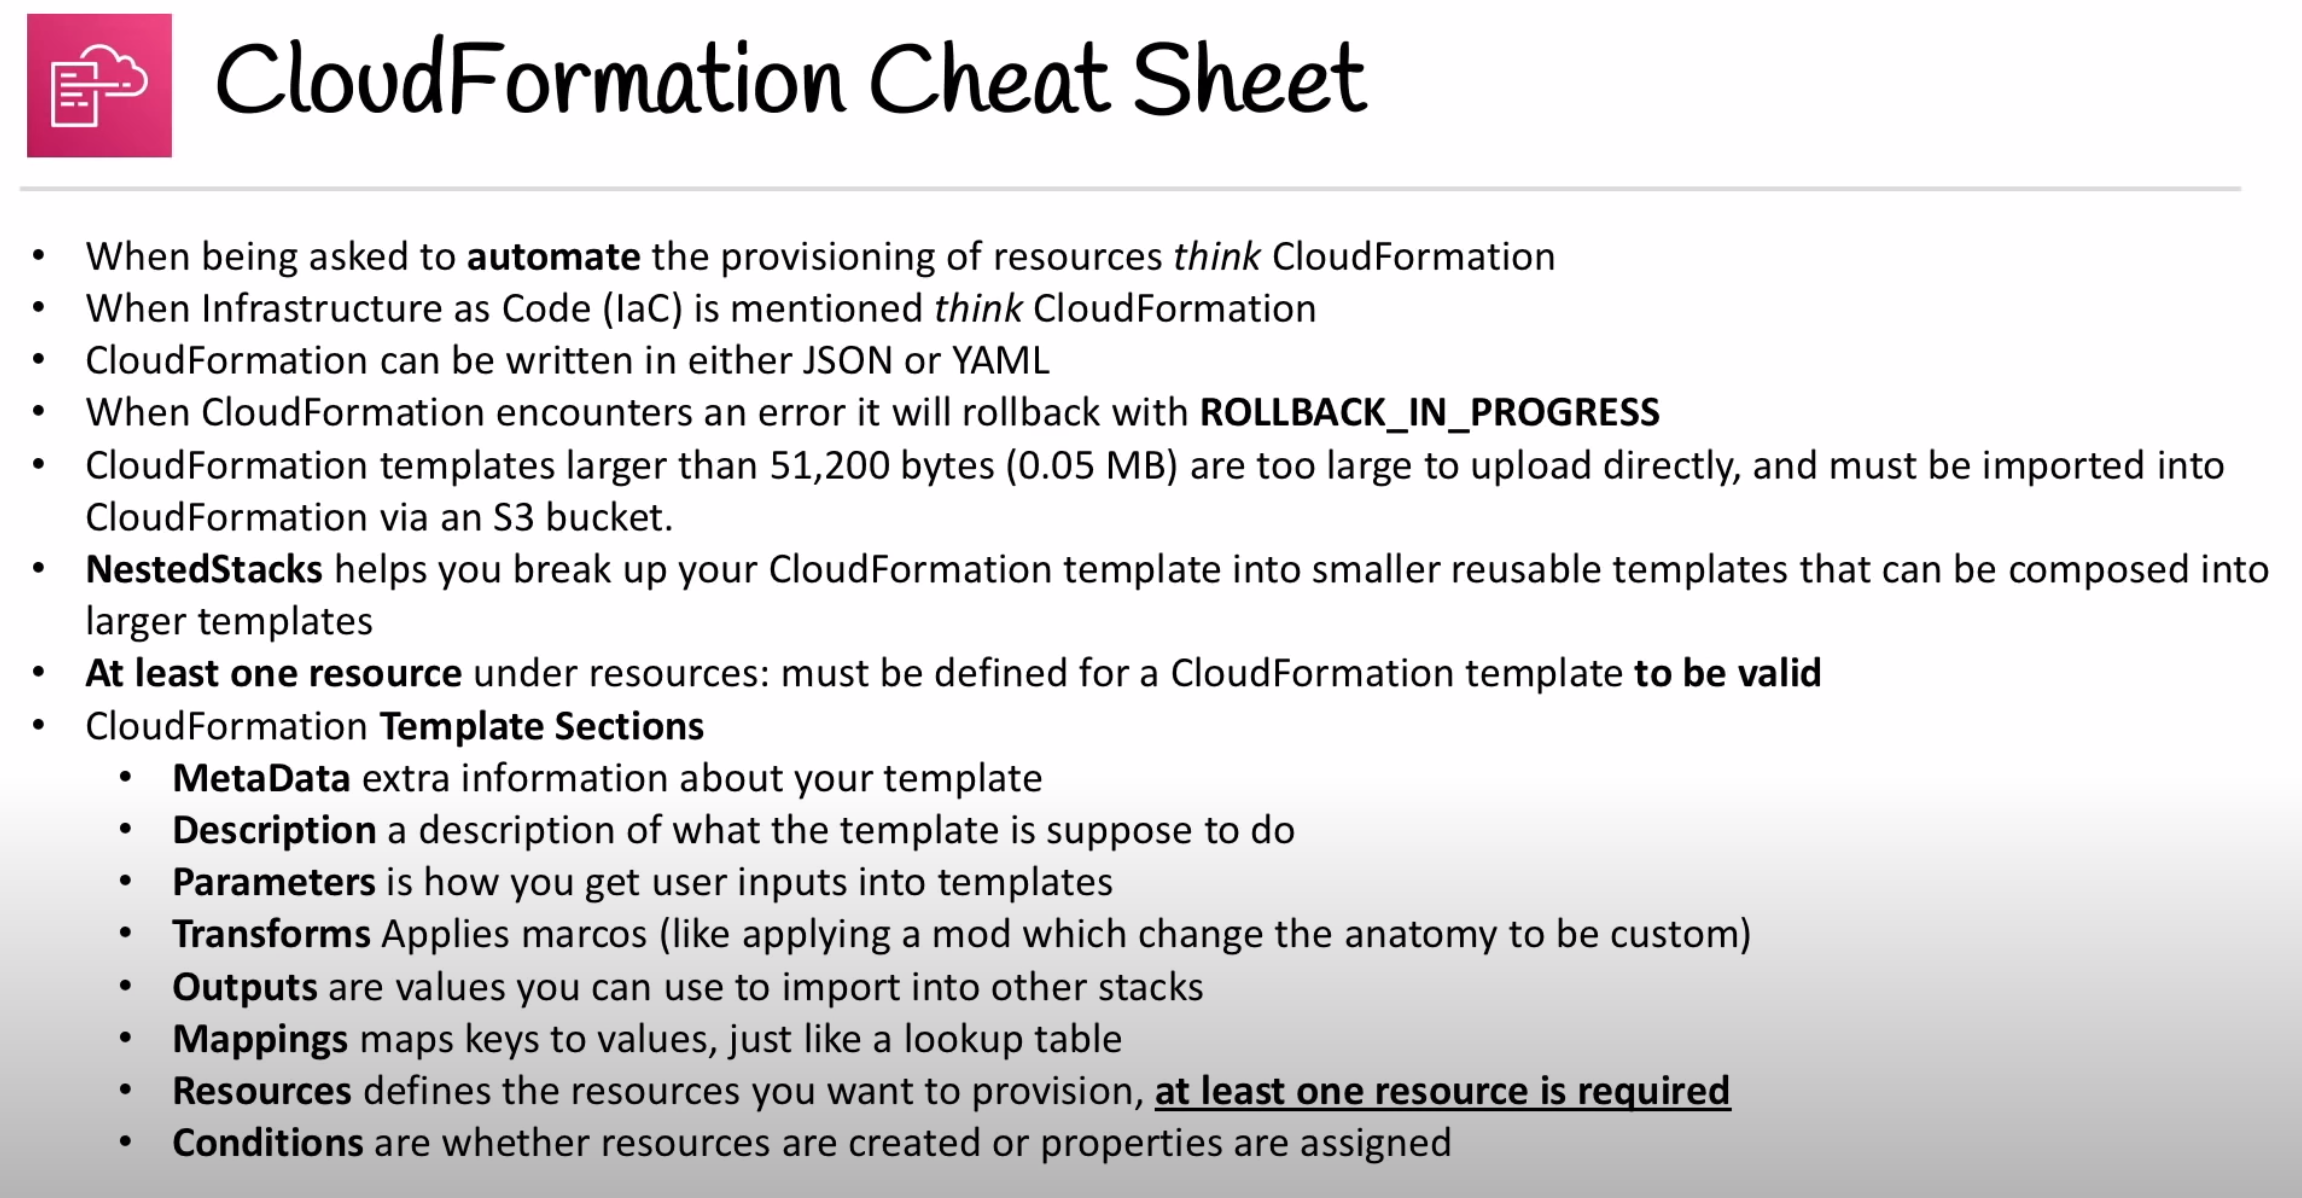 CloudFormation Cheat Sheet
• When being asked to automate the provisioning of resources think CloudFormation
• When Infrastructure as Code (IaC) is mentioned think CloudFormation
• CloudFormation can be written in either JSON or YAML
• When CloudFormation encounters an error it will rollback with ROLLBACK_IN_PROGRESS
• CloudFormation templates larger than 51,200 bytes (0.05 MB) are too large to upload directly, and must be imported into
CloudFormation via an S3 bucket.
• NestedStacks helps you break up your CloudFormation template into smaller reusable templates that can be composed into
larger templates
• At least one resource under resources: must be defined for a CloudFormation template to be valid
• CloudFormation Template Sections
• MetaData extra information about your template
• Description a description of what the template is suppose to do
• Parameters is how you get user inputs into templates
• Transforms Applies marcos (like applying a mod which change the anatomy to be custom)
• Outputs are values you can use to import into other stacks
• Mappings maps keys to values, just like a lookup table
• Resources defines the resources you want to provision, at least one resource is required
• Conditions are whether resources are created or properties are assigned